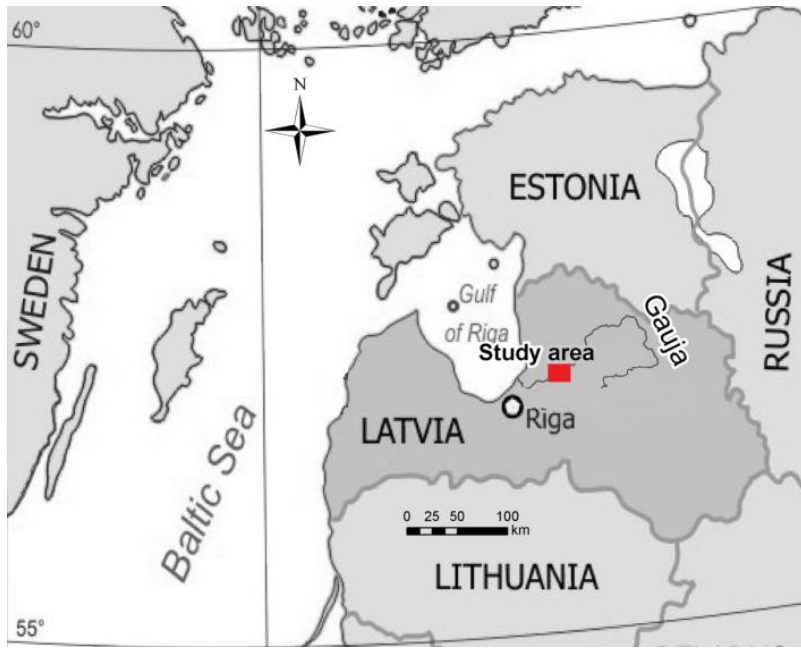 60°
N
ESTONIA
SWEDEN
Gulf
of Riga
Gauja
RUSSIA
Study area
Rīga
LATVIA
Baltic Sea
0 25 50 100
km
LITHUANIA
55°